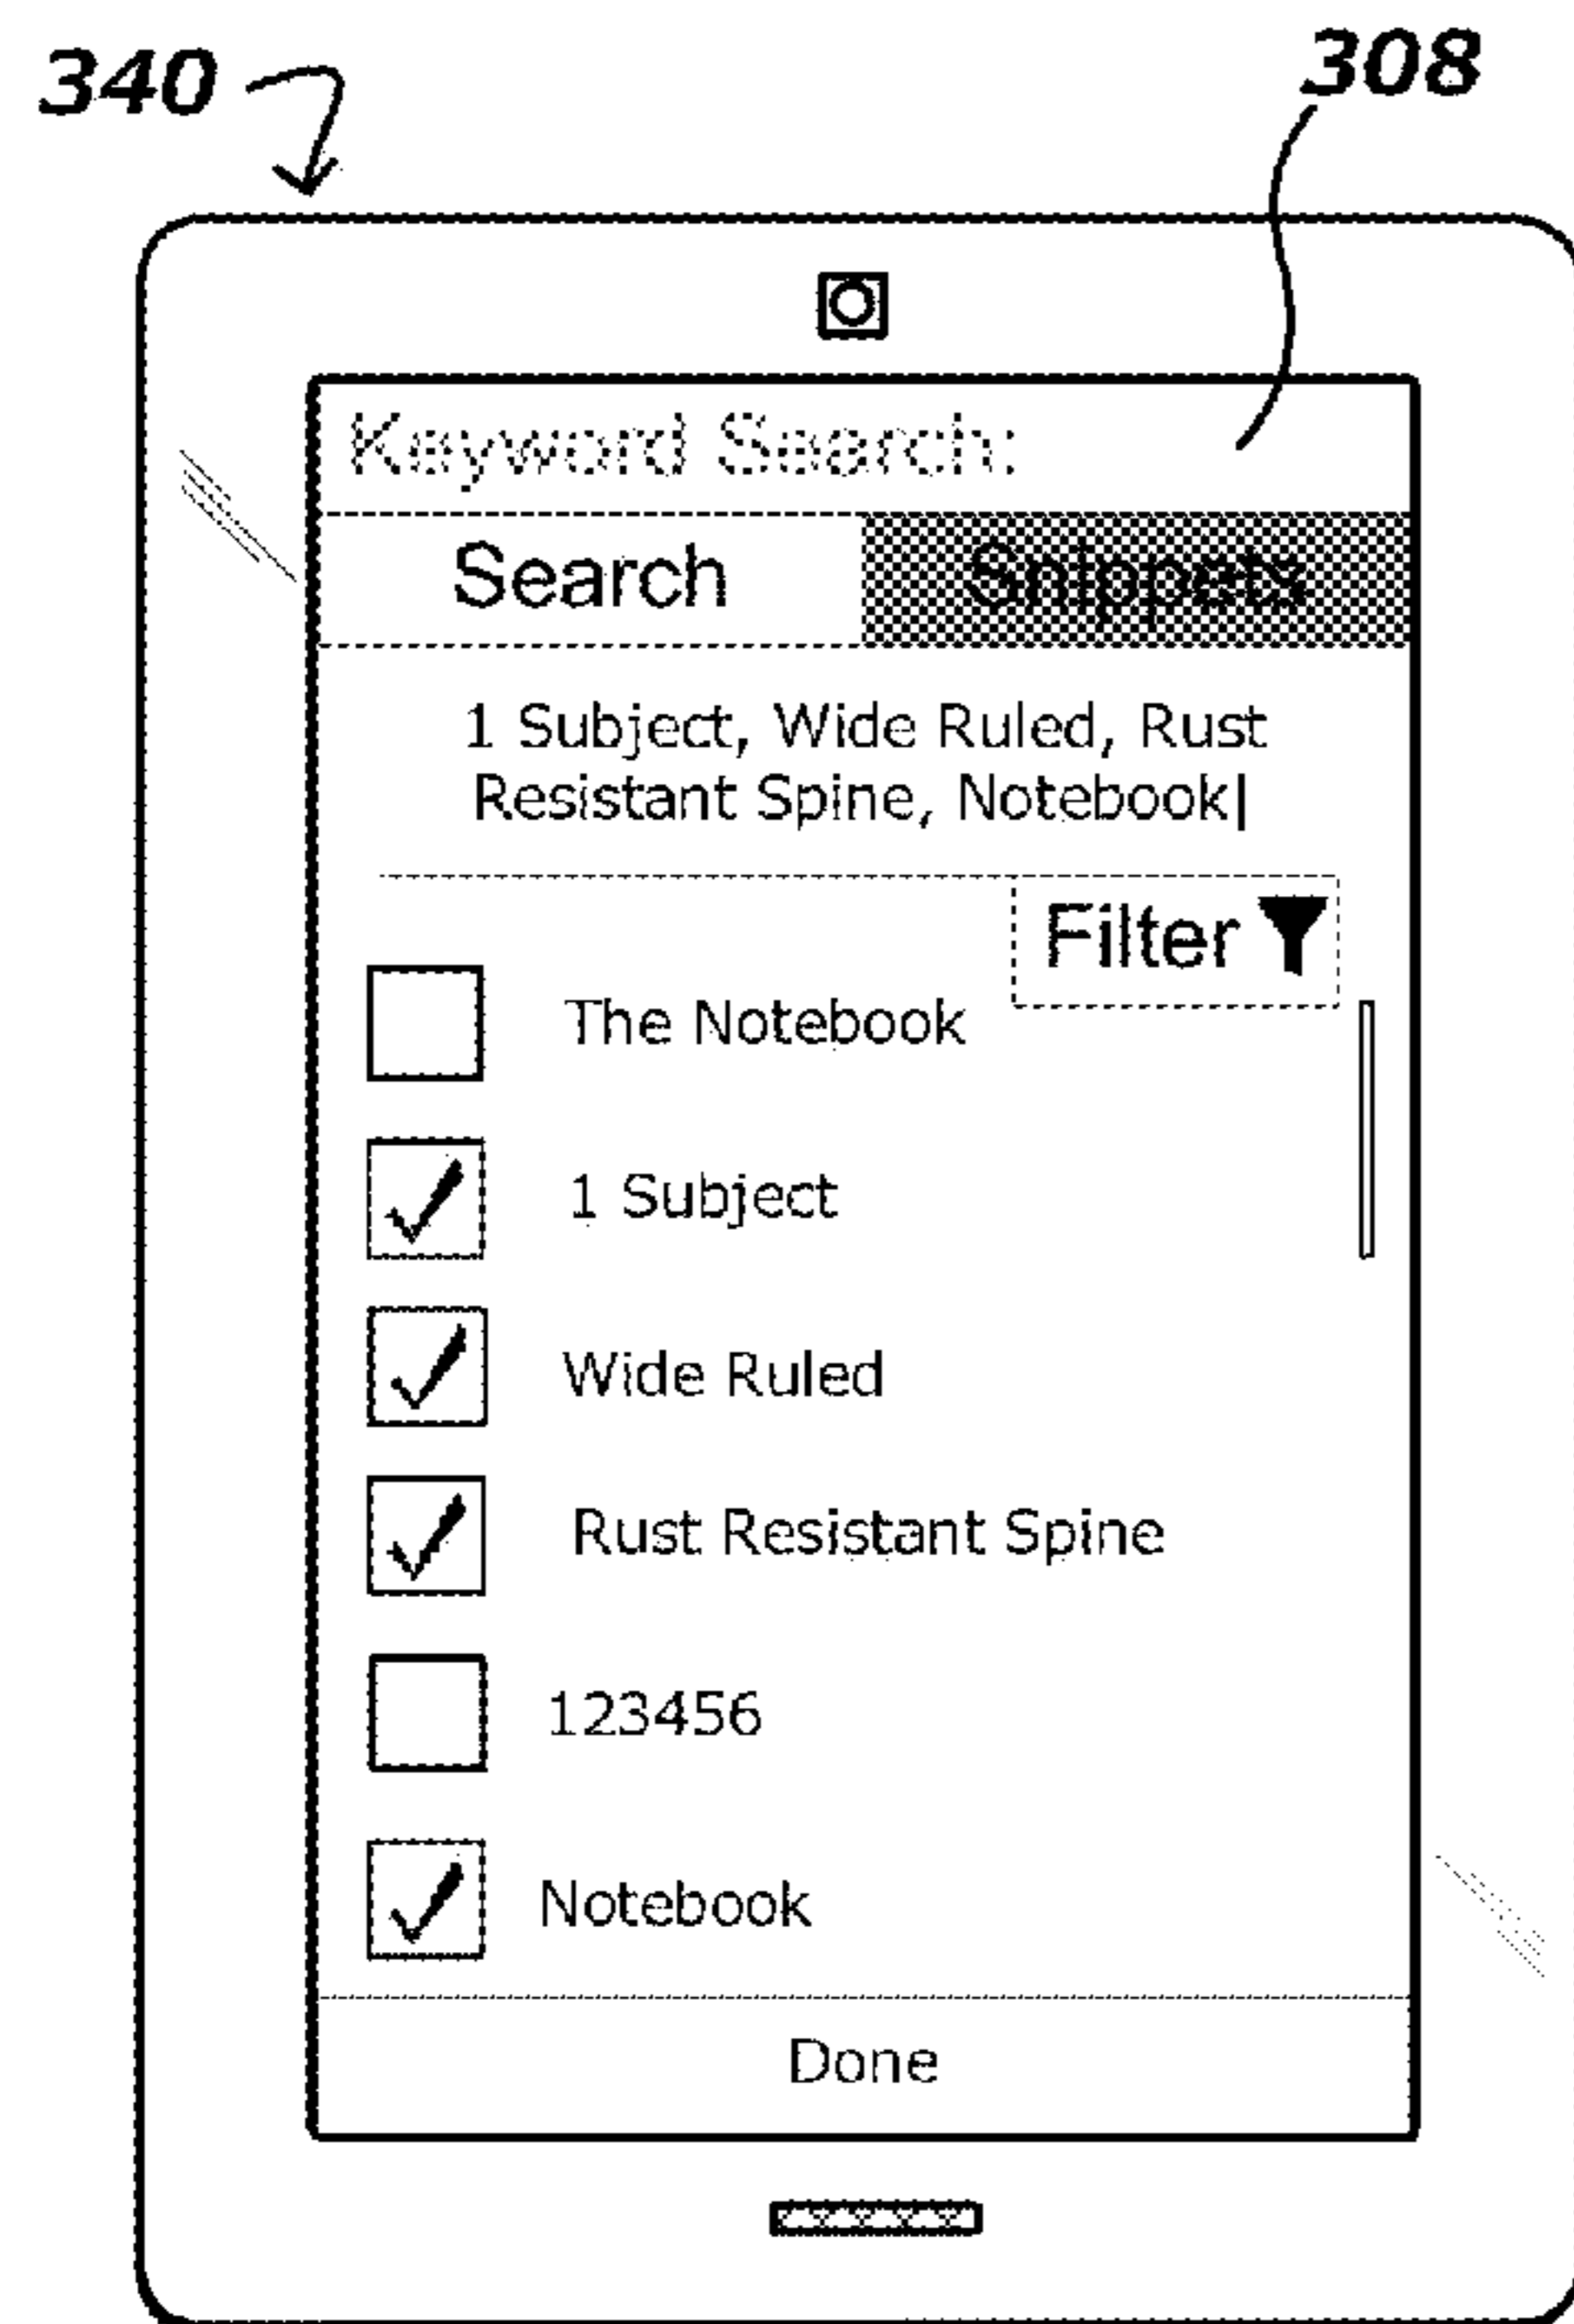 340
308
Keyword Search:
Search
Snippets
1 Subject, Wide Ruled, Rust
Resistant Spine, Notebook|
Filter
The Notebook
1 Subject
Wide Ruled
Rust Resistant Spine
123456
Notebook
Done